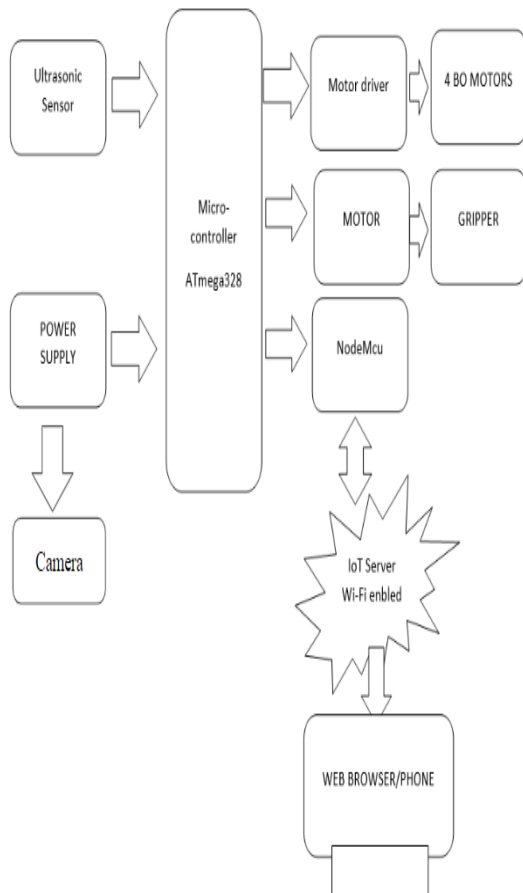 Ultrasonic
Sensor
Micro-
controller
ATmega328
Motor driver
4 BO MOTORS
MOTOR
GRIPPER
POWER
SUPPLY
NodeMcu
Camera
IoT Server
Wi-Fi enbled
WEB BROWSER/PHONE